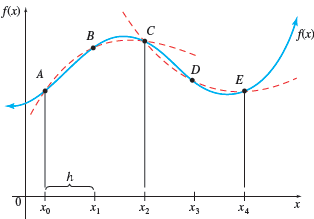 f(x)
C
B
f(x)
A
D
E
h
0
x₀ x₁ x₂ x₃ x₄ x